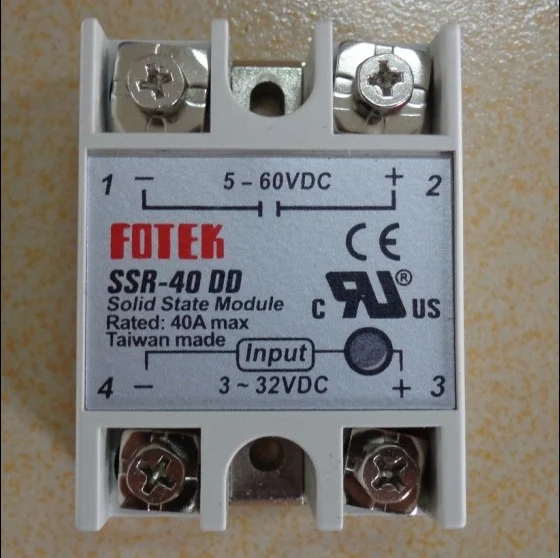 1 – 5 – 60VDC + 2
FOTEK CE
SSR-40 DD
Solid State Module C RU® US
Rated: 40A max
Taiwan made
Input
4 – 3 ~ 32VDC + 3